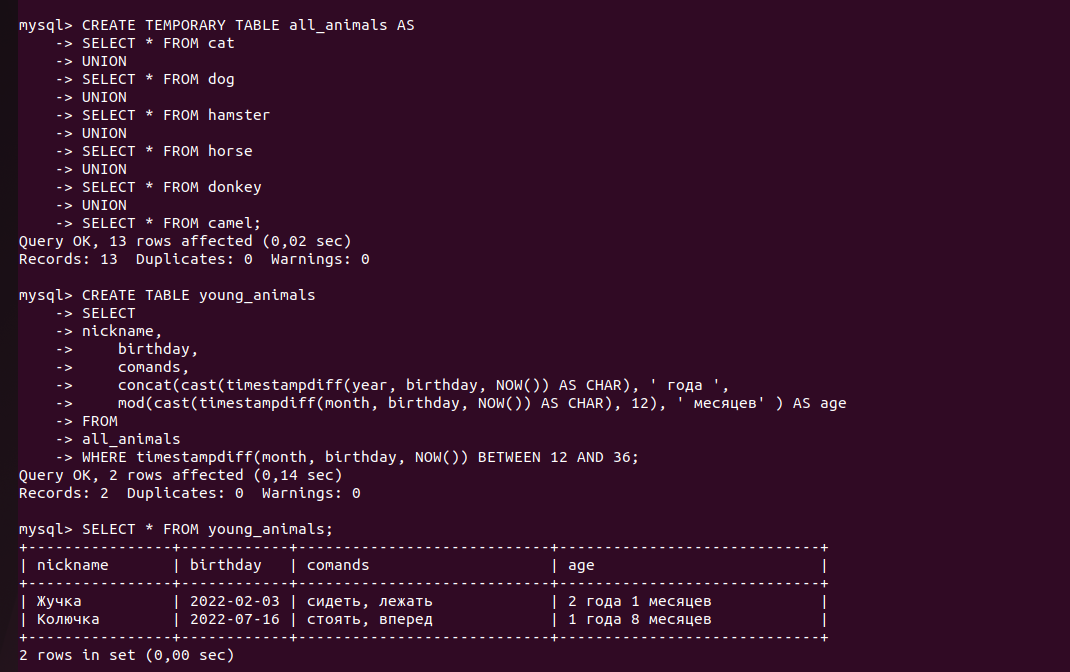 mysql> CREATE TEMPORARY TABLE all_animals AS
    -> SELECT * FROM cat
    -> UNION
    -> SELECT * FROM dog
    -> UNION
    -> SELECT * FROM hamster
    -> UNION
    -> SELECT * FROM horse
    -> UNION
    -> SELECT * FROM donkey
    -> UNION
    -> SELECT * FROM camel;
Query OK, 13 rows affected (0,02 sec)
Records: 13  Duplicates: 0  Warnings: 0

mysql> CREATE TABLE young_animals
    -> SELECT
    -> nickname,
    ->     birthday,
    ->     comands,
    ->     concat(cast(timestampdiff(year, birthday, NOW()) AS CHAR), ' года ',
    ->     mod(cast(timestampdiff(month, birthday, NOW()) AS CHAR), 12), ' месяцев' ) AS age
    -> FROM
    -> all_animals
    -> WHERE timestampdiff(month, birthday, NOW()) BETWEEN 12 AND 36;
Query OK, 2 rows affected (0,14 sec)
Records: 2  Duplicates: 0  Warnings: 0

mysql> SELECT * FROM young_animals;
+----------------+------------+----------------------------+-----------------------------+
| nickname       | birthday   | comands                    | age                         |
+----------------+------------+----------------------------+-----------------------------+
| Жучка          | 2022-02-03 | сидеть, лежать             | 2 года 1 месяцев            |
| Колючка        | 2022-07-16 | стоять, вперед             | 1 года 8 месяцев            |
+----------------+------------+----------------------------+-----------------------------+
2 rows in set (0,00 sec)